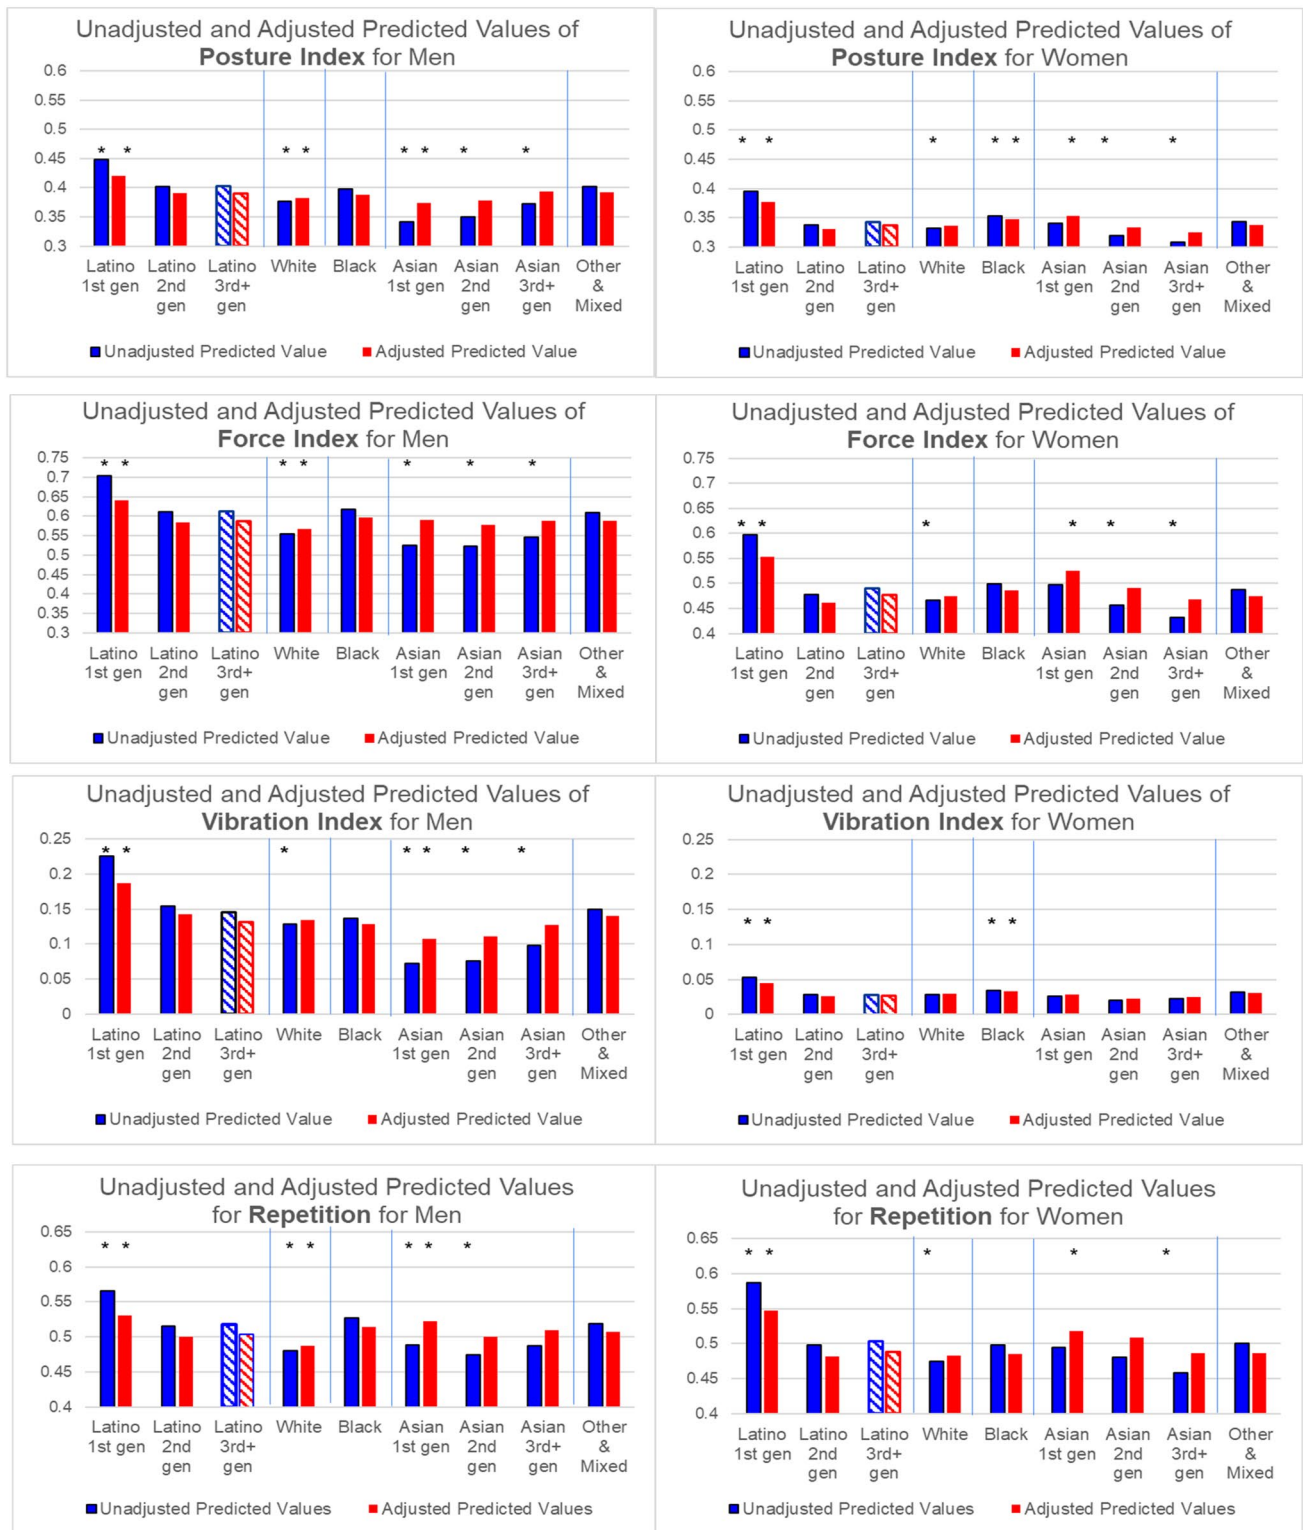 Unadjusted and Adjusted Predicted Values of
Posture Index for Men
0.6
0.55
0.5
0.45
0.4
0.35
0.3
* * * * * * * *
Latino 1st gen
Latino 2nd gen
Latino 3rd+ gen
White
Black
Asian 1st gen
Asian 2nd gen
Asian 3rd+ gen
Other & Mixed
Unadjusted Predicted Value
Adjusted Predicted Value
Unadjusted and Adjusted Predicted Values of
Posture Index for Women
0.6
0.55
0.5
0.45
0.4
0.35
0.3
* * * * * * * *
Latino 1st gen
Latino 2nd gen
Latino 3rd+ gen
White
Black
Asian 1st gen
Asian 2nd gen
Asian 3rd+ gen
Other & Mixed
Unadjusted Predicted Value
Adjusted Predicted Value
Unadjusted and Adjusted Predicted Values of
Force Index for Men
0.75
0.7
0.65
0.6
0.55
0.5
0.45
0.4
0.35
0.3
* * * * * * *
Latino 1st gen
Latino 2nd gen
Latino 3rd+ gen
White
Black
Asian 1st gen
Asian 2nd gen
Asian 3rd+ gen
Other & Mixed
Unadjusted Predicted Value
Adjusted Predicted Value
Unadjusted and Adjusted Predicted Values of
Force Index for Women
0.75
0.7
0.65
0.6
0.55
0.5
0.45
0.4
* * * * * *
Latino 1st gen
Latino 2nd gen
Latino 3rd+ gen
White
Black
Asian 1st gen
Asian 2nd gen
Asian 3rd+ gen
Other & Mixed
Unadjusted Predicted Value
Adjusted Predicted Value
Unadjusted and Adjusted Predicted Values of
Vibration Index for Men
0.25
0.2
0.15
0.1
0.05
0
* * * * * * *
Latino 1st gen
Latino 2nd gen
Latino 3rd+ gen
White
Black
Asian 1st gen
Asian 2nd gen
Asian 3rd+ gen
Other & Mixed
Unadjusted Predicted Value
Adjusted Predicted Value
Unadjusted and Adjusted Predicted Values of
Vibration Index for Women
0.25
0.2
0.15
0.1
0.05
0
* * * *
Latino 1st gen
Latino 2nd gen
Latino 3rd+ gen
White
Black
Asian 1st gen
Asian 2nd gen
Asian 3rd+ gen
Other & Mixed
Unadjusted Predicted Value
Adjusted Predicted Value
Unadjusted and Adjusted Predicted Values
for Repetition for Men
0.65
0.6
0.55
0.5
0.45
0.4
* * * * * * *
Latino 1st gen
Latino 2nd gen
Latino 3rd+ gen
White
Black
Asian 1st gen
Asian 2nd gen
Asian 3rd+ gen
Other & Mixed
Unadjusted Predicted Values
Adjusted Predicted Values
Unadjusted and Adjusted Predicted Values
for Repetition for Women
0.65
0.6
0.55
0.5
0.45
0.4
* * * * *
Latino 1st gen
Latino 2nd gen
Latino 3rd+ gen
White
Black
Asian 1st gen
Asian 2nd gen
Asian 3rd+ gen
Other & Mixed
Unadjusted Predicted Values
Adjusted Predicted Values